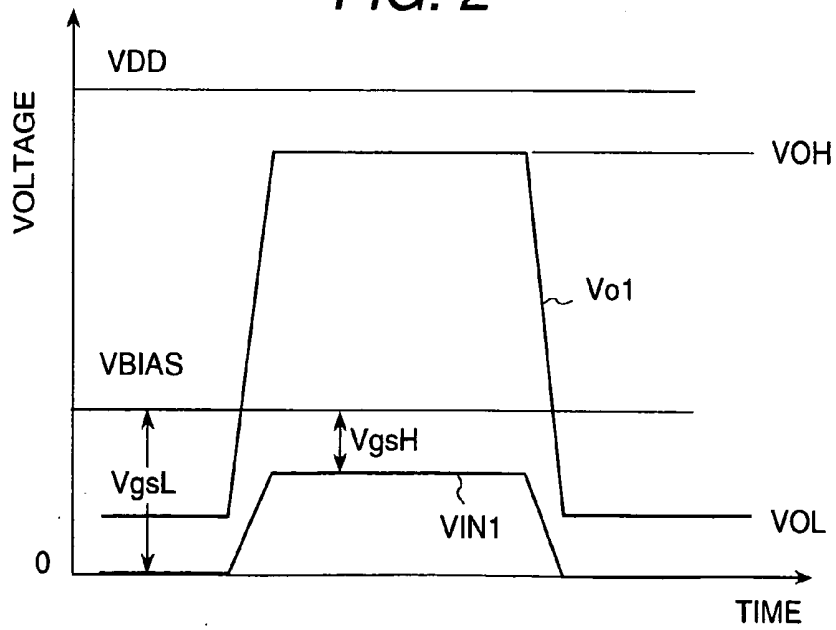 FIG. 2
VDD
VOLTAGE
VOH
Vo1
VBIAS
VgsH
VgsL
VIN1
VOL
0
TIME